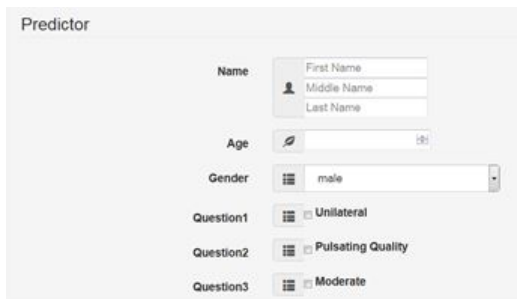 Predictor
Name
First Name
Middle Name
Last Name
Age
Gender male
Question1 Unilateral
Question2 Pulsating Quality
Question3 Moderate